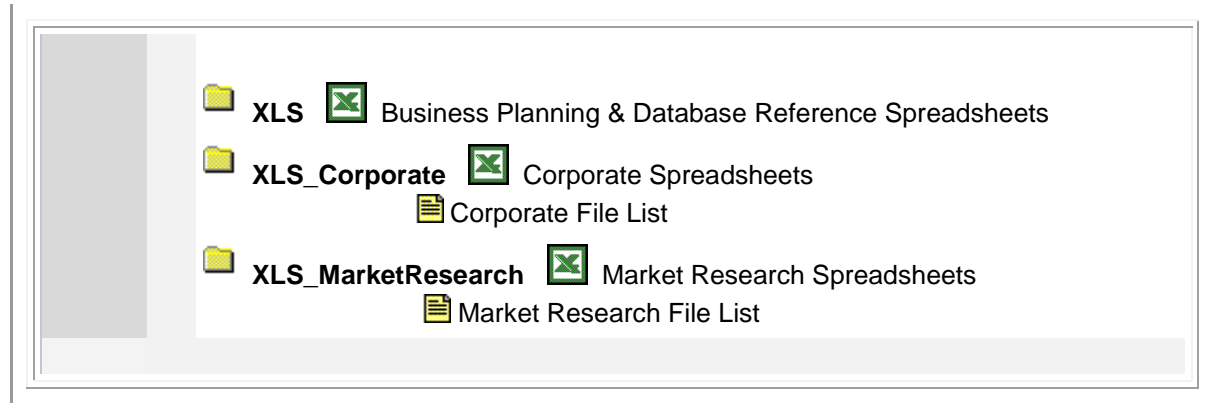 XLS Business Planning & Database Reference Spreadsheets
XLS_Corporate Corporate Spreadsheets
Corporate File List
XLS_MarketResearch Market Research Spreadsheets
Market Research File List